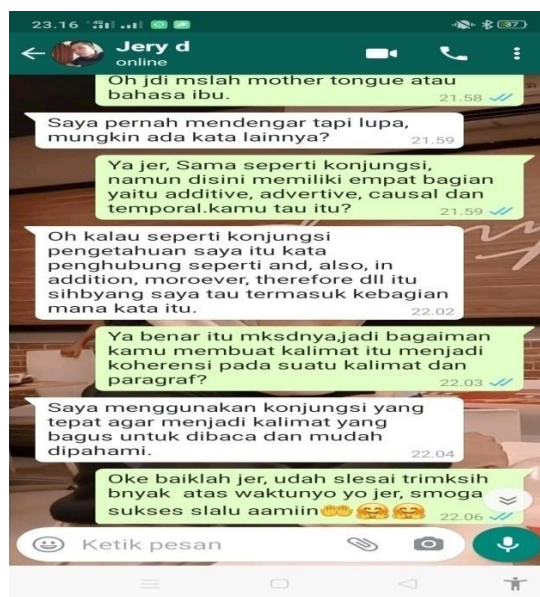 23.16
37
Jery d
online
Oh jdi mslah mother tongue atau
bahasa ibu.
21.58
Saya pernah mendengar tapi lupa,
mungkin ada kata lainnya?
21.59
Ya jer, Sama seperti konjungsi,
namun disini memiliki empat bagian
yaitu additive, advertive, causal dan
temporal.kamu tau itu?
21.59
Oh kalau seperti konjungsi
pengetahuan saya itu kata
penghubung seperti and, also, in
addition, moroever, therefore dll itu
sihbyang saya tau termasuk kebagian
mana kata itu.
22.02
Ya benar itu mksdnya,jadi bagaiman
kamu membuat kalimat itu menjadi
koherensi pada suatu kalimat dan
paragraf?
22.03
Saya menggunakan konjungsi yang
tepat agar menjadi kalimat yang
bagus untuk dibaca dan mudah
dipahami.
22.04
Oke baiklah jer, udah slesai trimksih
bnyak atas waktunyo yo jer, smoga
sukses slalu aamiin🤲🤗🤗
22.06
Ketik pesan